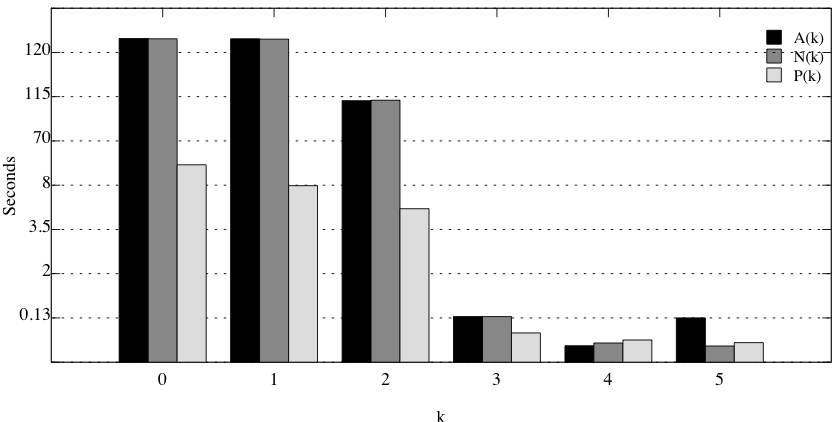 120
115
70
8
3.5
2
0.13
Seconds
A(k)
N(k)
P(k)
0 1 2 3 4 5
k